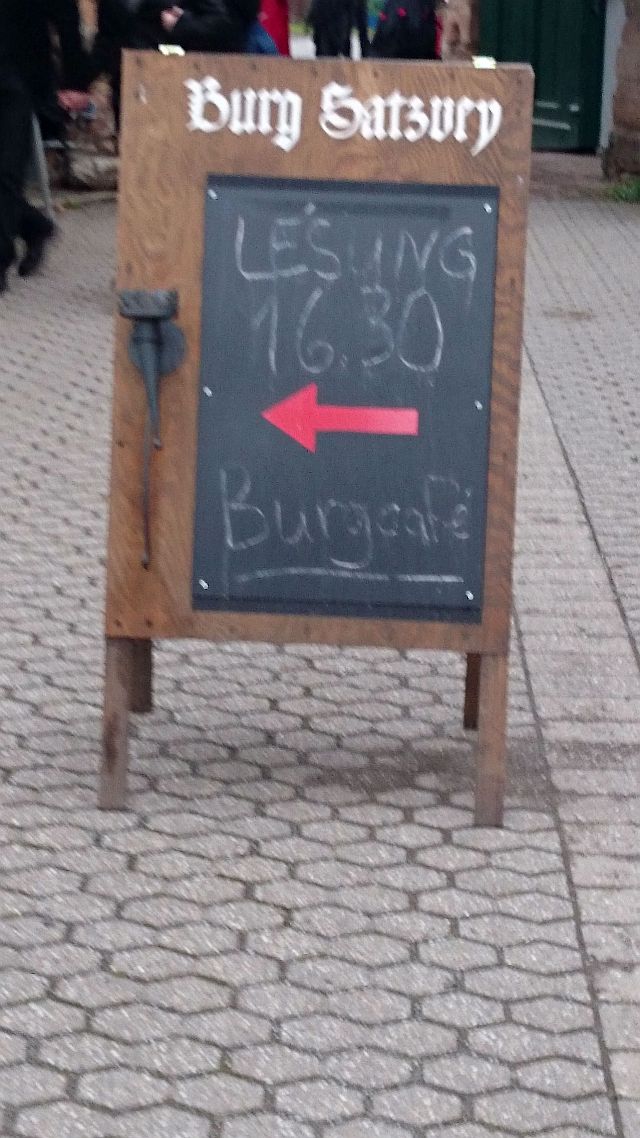 Burg Satzvey
LESUNG
16.30
Burgcafé